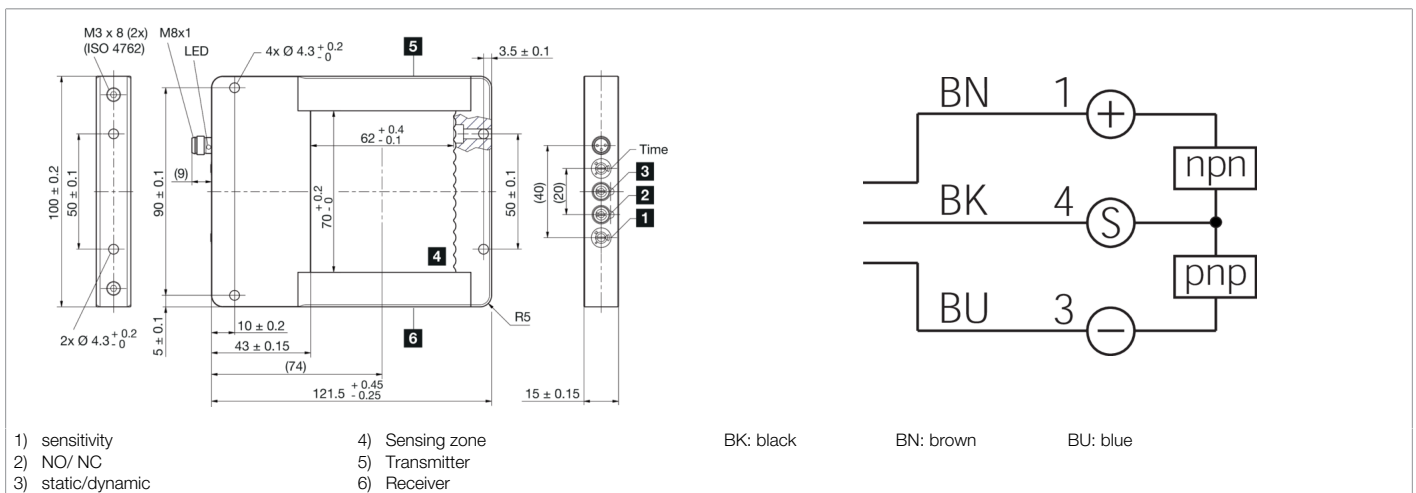 M3 x 8 (2x)
(ISO 4762)
M8x1
LED
4x Ø 4.3 + 0.2 - 0
5
3.5 ± 0.1
62 + 0.4 - 0.1
(9)
100 ± 0.2
50 ± 0.1
90 ± 0.1
70 + 0.2 - 0
50 ± 0.1
(40)
(20)
Time
3
2
1
4
2x Ø 4.3 + 0.2 - 0
5 ± 0.1
10 ± 0.2
43 ± 0.15
(74)
121.5 + 0.45 - 0.25
6
R5
15 ± 0.15
BN 1 +
npn
BK 4 S
pnp
BU 3 −
1) sensitivity
2) NO/ NC
3) static/dynamic
4) Sensing zone
5) Transmitter
6) Receiver
BK: black
BN: brown
BU: blue